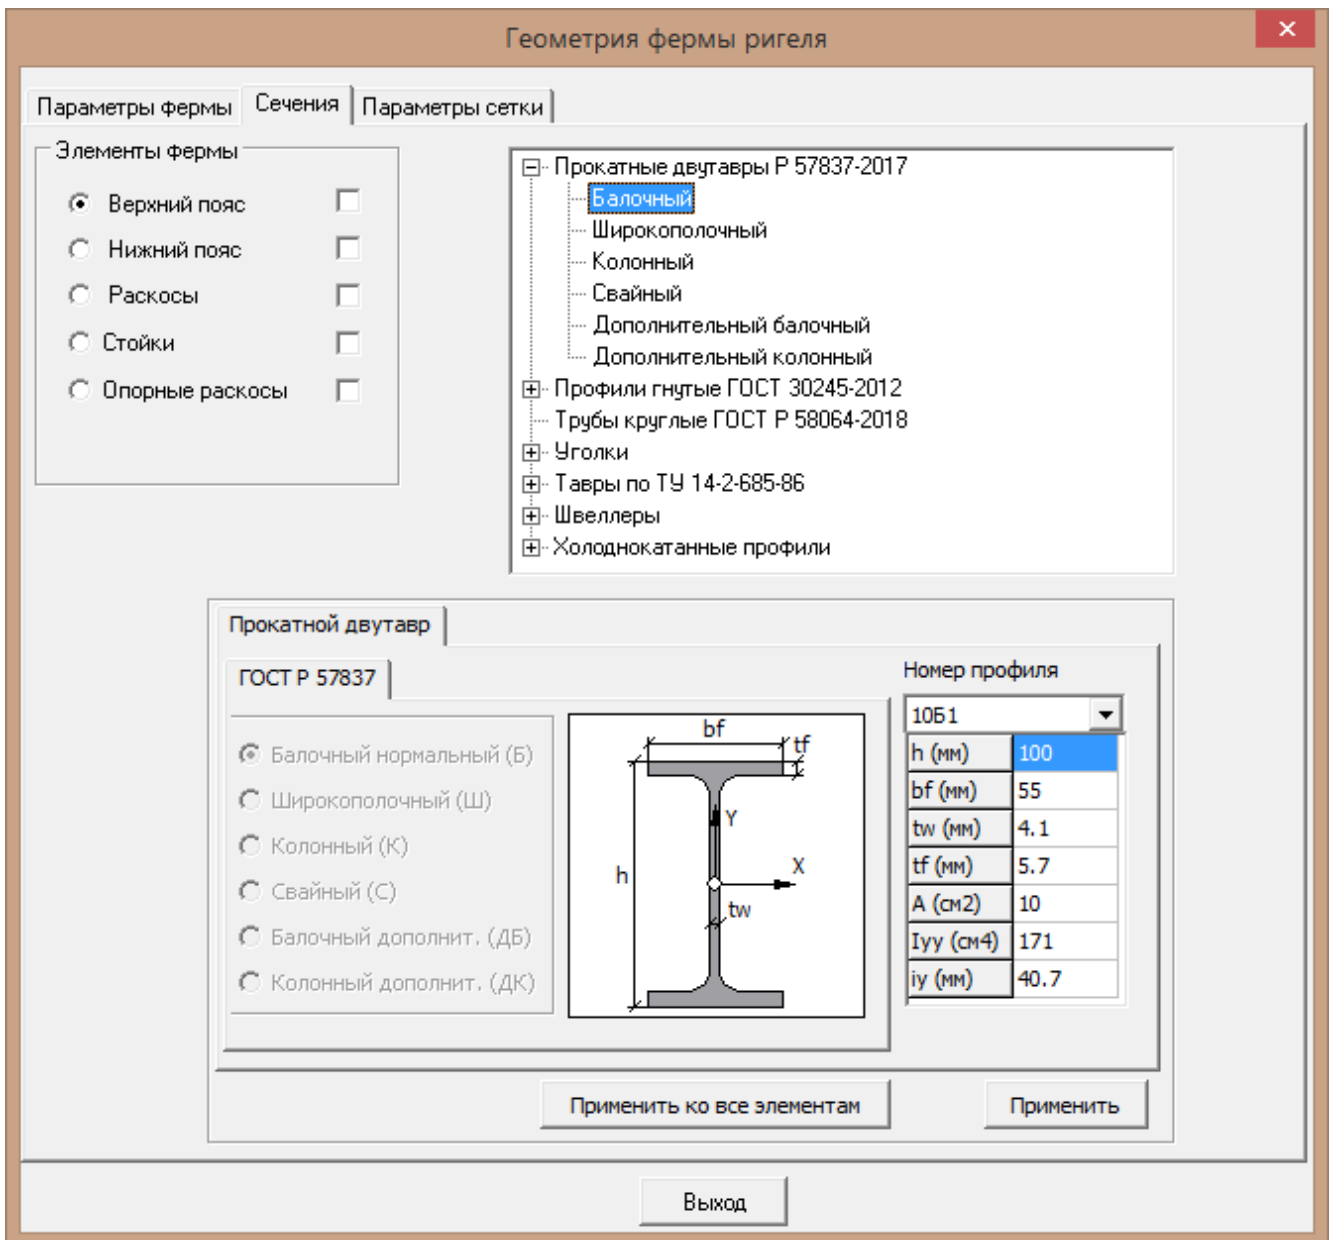 Геометрия фермы ригеля
Параметры фермы
Сечения
Параметры сетки
Элементы фермы
Верхний пояс
Нижний пояс
Раскосы
Стойки
Опорные раскосы
Прокатные двутавры Р 57837-2017
Балочный
Широкополочный
Колонный
Свайный
Дополнительный балочный
Дополнительный колонный
Профили гнутые ГОСТ 30245-2012
Трубы круглые ГОСТ Р 58064-2018
Уголки
Тавры по ТУ 14-2-685-86
Швеллеры
Холоднокатанные профили
Прокатной двутавр
ГОСТ Р 57837
Балочный нормальный (Б)
Широкополочный (Ш)
Колонный (К)
Свайный (С)
Балочный дополнит. (ДБ)
Колонный дополнит. (ДК)
bf
tf
Y
X
h
tw
Номер профиля
10Б1
h (мм) 100
bf (мм) 55
tw (мм) 4.1
tf (мм) 5.7
A (см2) 10
Iyy (см4) 171
iy (мм) 40.7
Применить ко все элементам
Применить
Выход